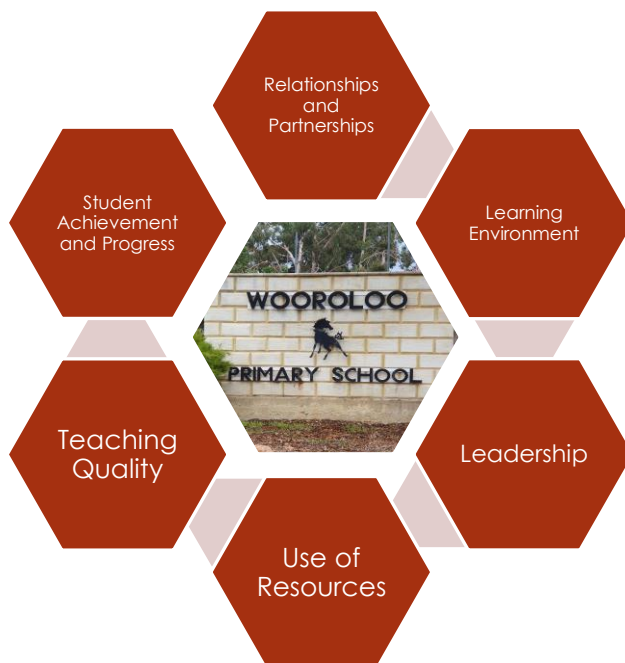 Relationships
and
Partnerships
Learning
Environment
Leadership
Use of
Resources
Teaching
Quality
Student
Achievement
and Progress
WOOROLOO
PRIMARY SCHOOL